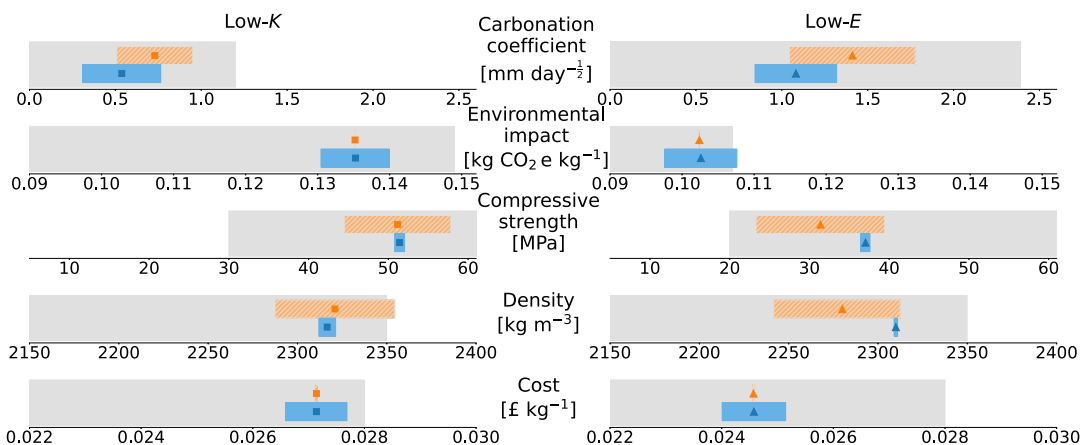 Low-K Carbonation Low-E
coefficient
[mm day^{-1/2}]
0.0 0.5 1.0 1.5 2.0 2.5 0.0 0.5 1.0 1.5 2.0 2.5
Environmental
impact
[kg CO₂ e kg⁻¹]
0.09 0.10 0.11 0.12 0.13 0.14 0.15 0.09 0.10 0.11 0.12 0.13 0.14 0.15
Compressive
strength
[MPa]
10 20 30 40 50 60 10 20 30 40 50 60
Density
[kg m⁻³]
2150 2200 2250 2300 2350 2400 2150 2200 2250 2300 2350 2400
Cost
[£ kg⁻¹]
0.022 0.024 0.026 0.028 0.030 0.022 0.024 0.026 0.028 0.030